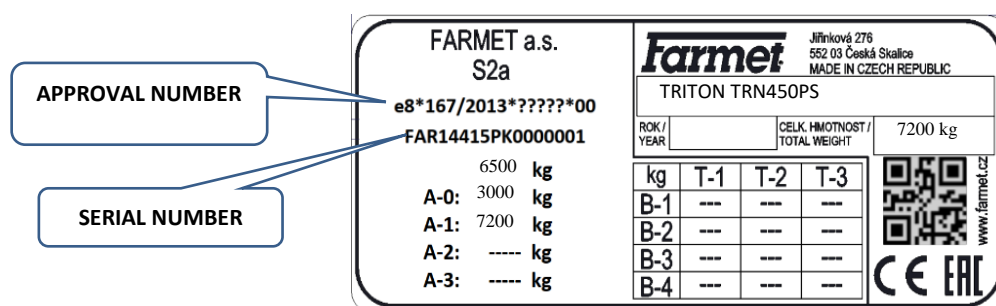 APPROVAL NUMBER
SERIAL NUMBER
FARMET a.s.
S2a
e8*167/2013*?????*00
FAR14415PK0000001
6500 kg
A-0: 3000 kg
A-1: 7200 kg
A-2: ----- kg
A-3: ----- kg
Farmet
Jiřinková 276
552 03 Česká Skalice
MADE IN CZECH REPUBLIC
TRITON TRN450PS
ROK / YEAR
CELK. HMOTNOST / TOTAL WEIGHT
7200 kg
kg T-1 T-2 T-3
B-1 --- --- ---
B-2 --- --- ---
B-3 --- --- ---
B-4 --- --- ---
www.farmet.cz
CE EAC